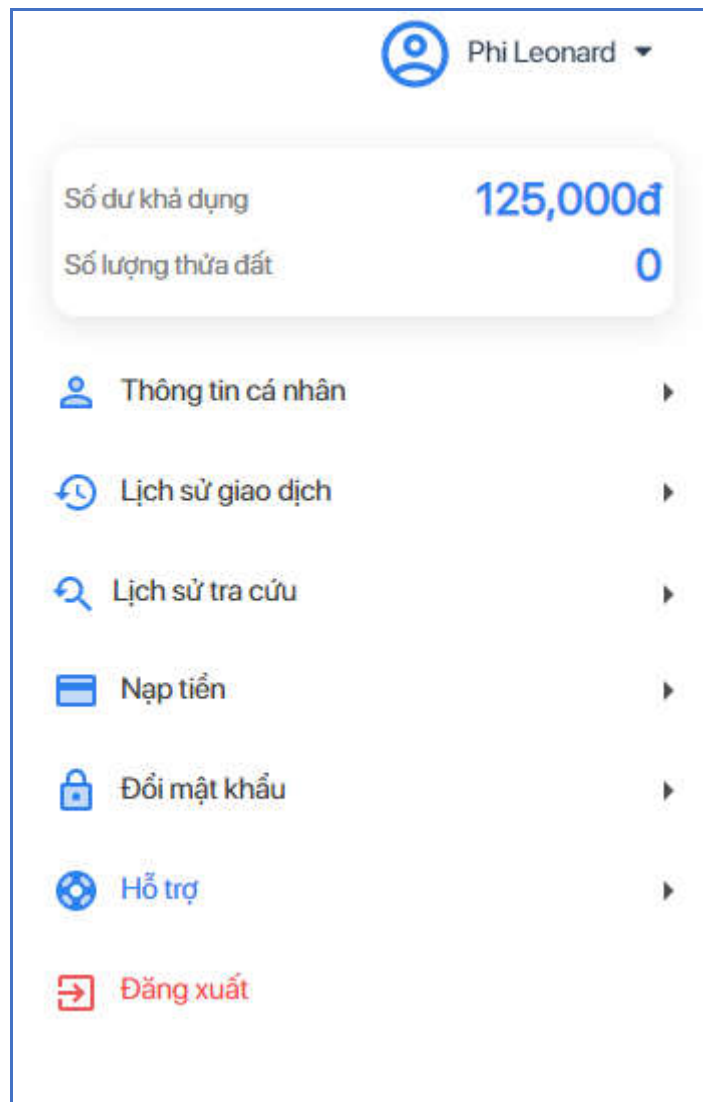 Phi Leonard
Số dư khả dụng 125,000đ
Số lượng thửa đất 0
Thông tin cá nhân
Lịch sử giao dịch
Lịch sử tra cứu
Nạp tiền
Đổi mật khẩu
Hỗ trợ
Đăng xuất